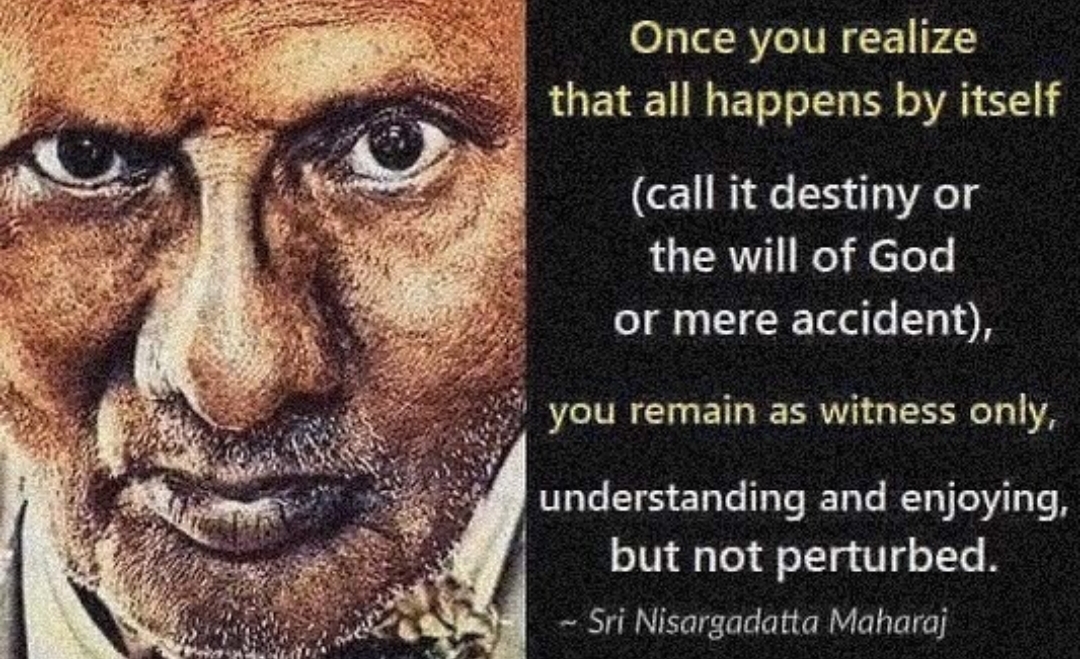 Once you realize
that all happens by itself
(call it destiny or
the will of God
or mere accident),
you remain as witness only,
understanding and enjoying,
but not perturbed.
~ Sri Nisargadatta Maharaj